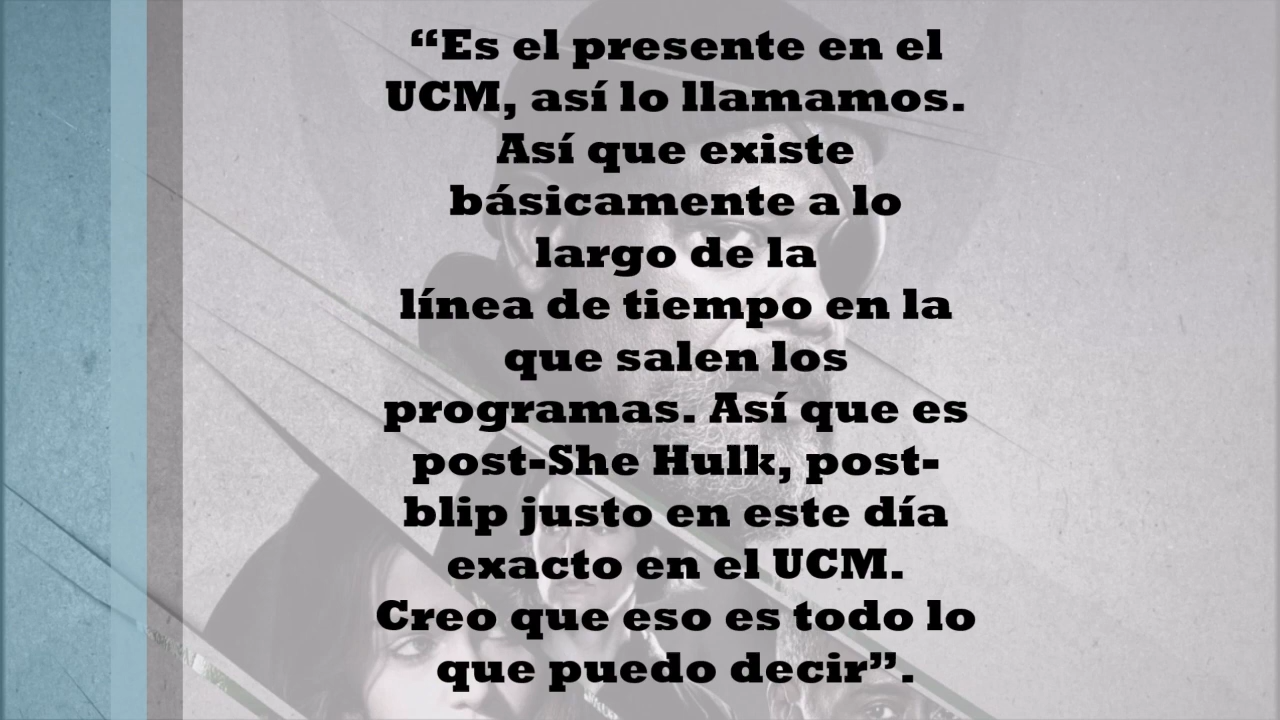 “Es el presente en el
UCM, así lo llamamos.
Así que existe
básicamente a lo
largo de la
línea de tiempo en la
que salen los
programas. Así que es
post-She Hulk, post-
blip justo en este día
exacto en el UCM.
Creo que eso es todo lo
que puedo decir”.